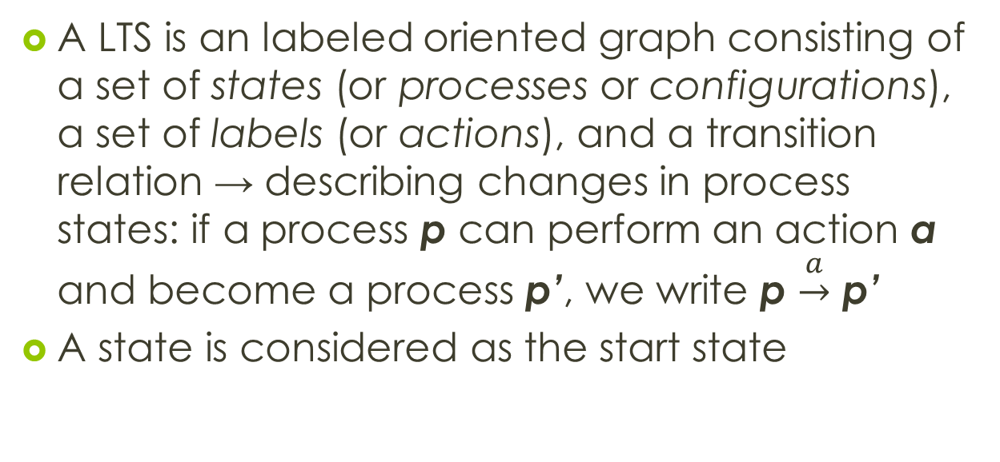 A LTS is an labeled oriented graph consisting of
a set of states (or processes or configurations),
a set of labels (or actions), and a transition
relation → describing changes in process
states: if a process p can perform an action a
and become a process p’, we write p →ᵃ p’
A state is considered as the start state